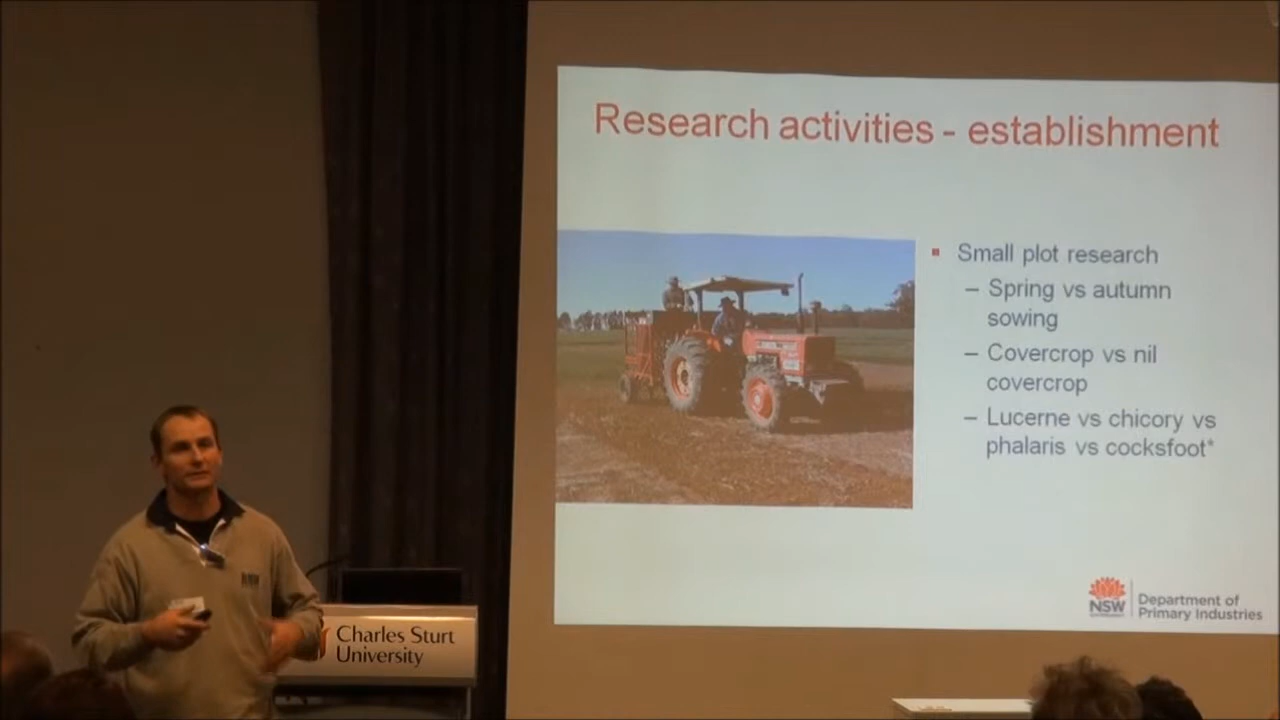 Research activities - establishment
▪ Small plot research
– Spring vs autumn
sowing
– Covercrop vs nil
covercrop
– Lucerne vs chicory vs
phalaris vs cocksfoot*
NSW
Department of
Primary Industries
Charles Sturt
University